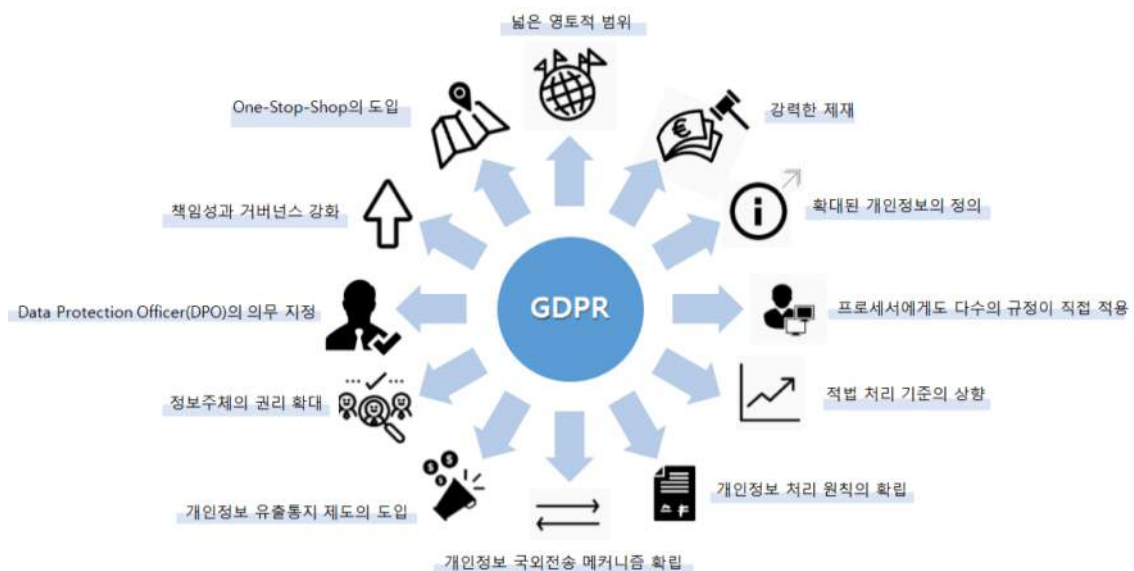 넓은 영토적 범위
One-Stop-Shop의 도입
강력한 제재
책임성과 거버넌스 강화
확대된 개인정보의 정의
GDPR
Data Protection Officer(DPO)의 의무 지정
프로세서에게도 다수의 규정이 직접 적용
정보주체의 권리 확대
적법 처리 기준의 상향
개인정보 유출통지 제도의 도입
개인정보 처리 원칙의 확립
개인정보 국외전송 메커니즘 확립